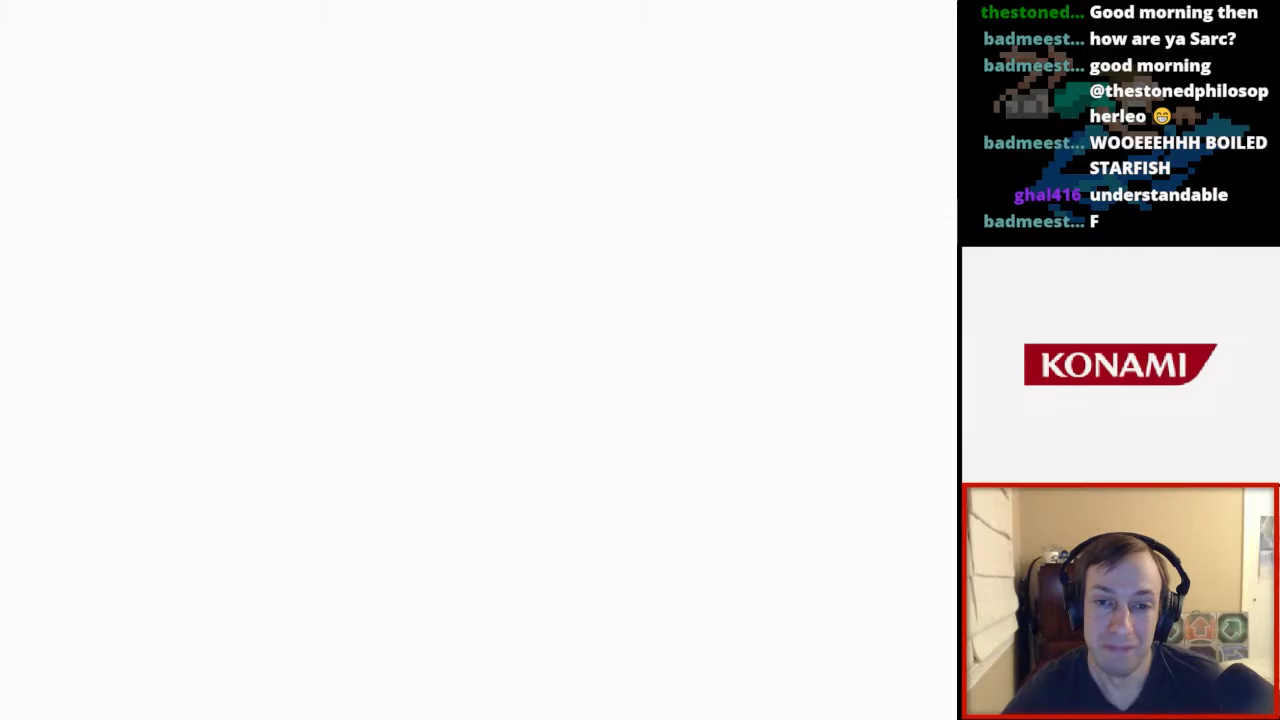 thestoned... Good morning then
badmeest... how are ya Sarc?
badmeest... good morning
@thestonedphilosop
herleo 😁
badmeest... WOOEEEHHH BOILED
STARFISH
ghal416 understandable
badmeest... F
KONAMI